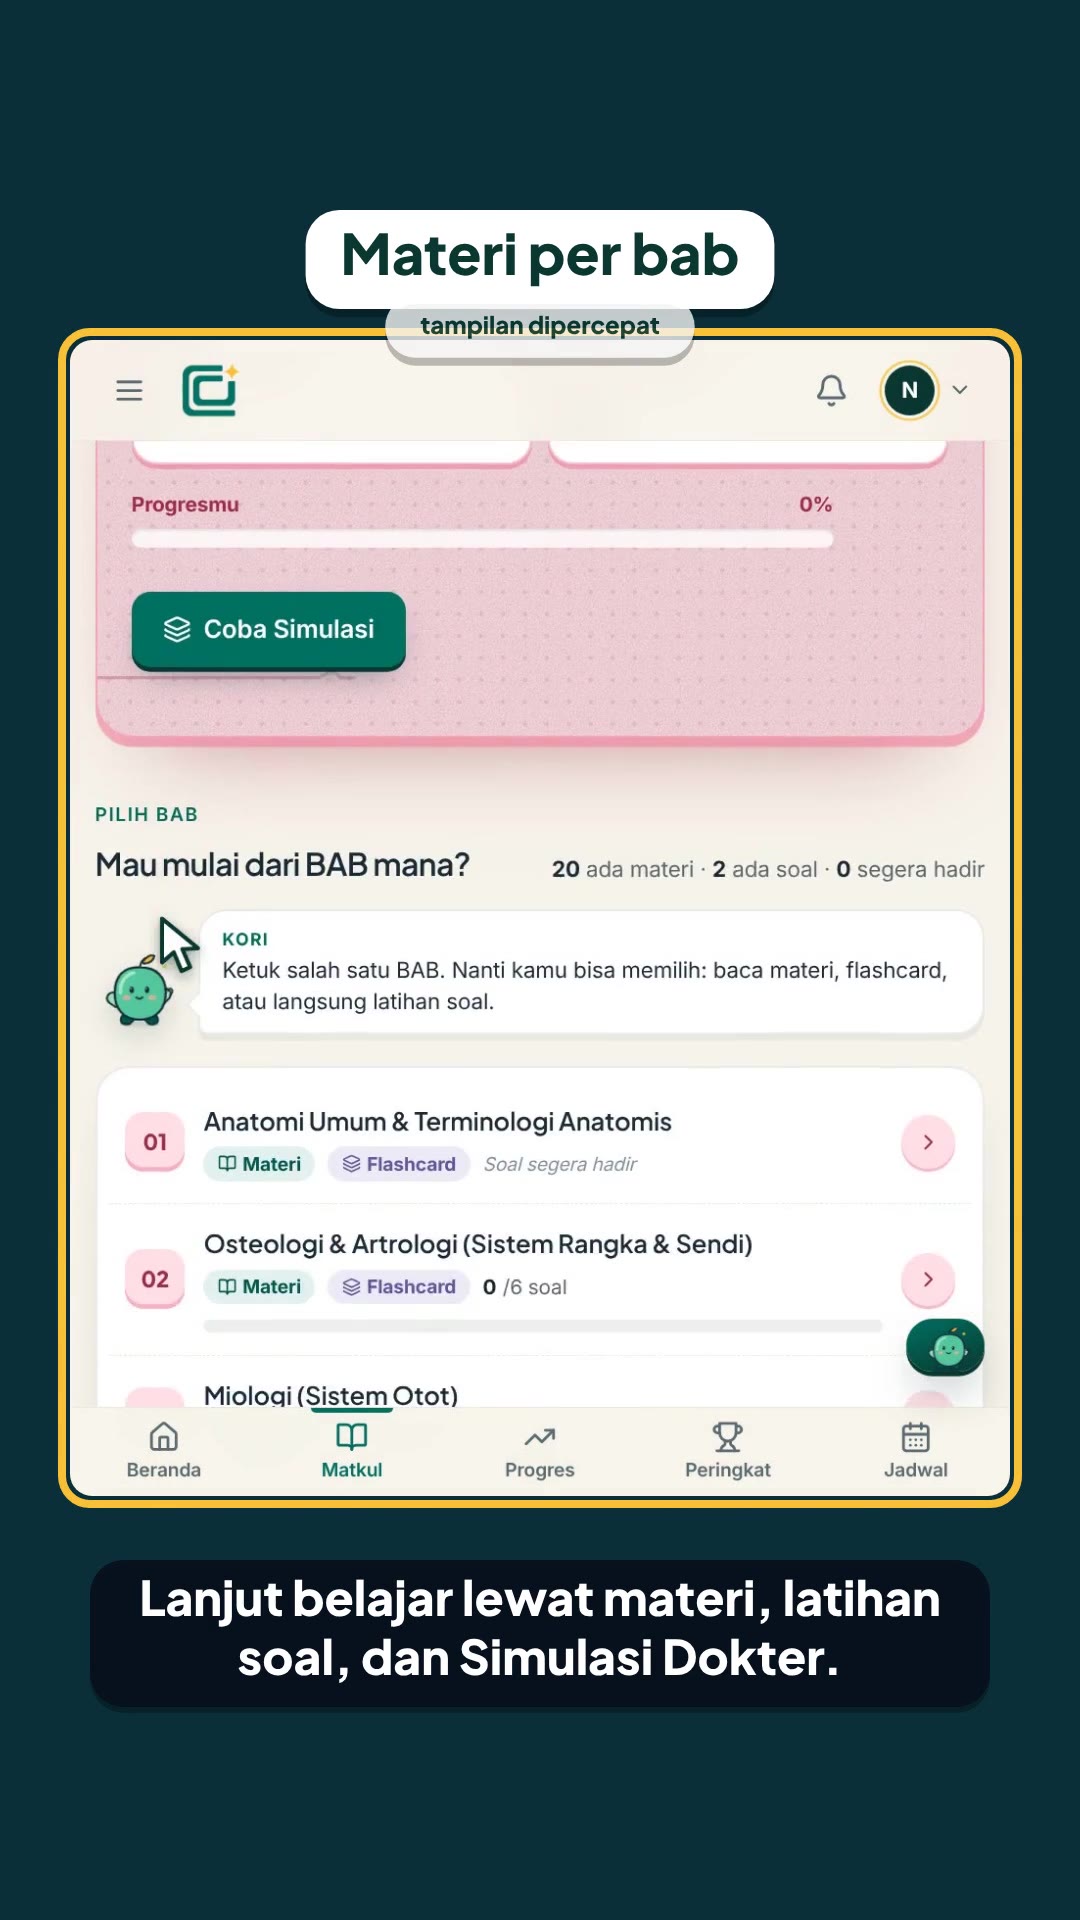 Materi per bab
tampilan dipercepat
N
Progresmu 0%
Coba Simulasi
PILIH BAB
Mau mulai dari BAB mana? 20 ada materi · 2 ada soal · 0 segera hadir
KORI
Ketuk salah satu BAB. Nanti kamu bisa memilih: baca materi, flashcard,
atau langsung latihan soal.
01 Anatomi Umum & Terminologi Anatomis
Materi Flashcard Soal segera hadir
02 Osteologi & Artrologi (Sistem Rangka & Sendi)
Materi Flashcard 0 /6 soal
Miologi (Sistem Otot)
Beranda Matkul Progres Peringkat Jadwal
Lanjut belajar lewat materi, latihan
soal, dan Simulasi Dokter.